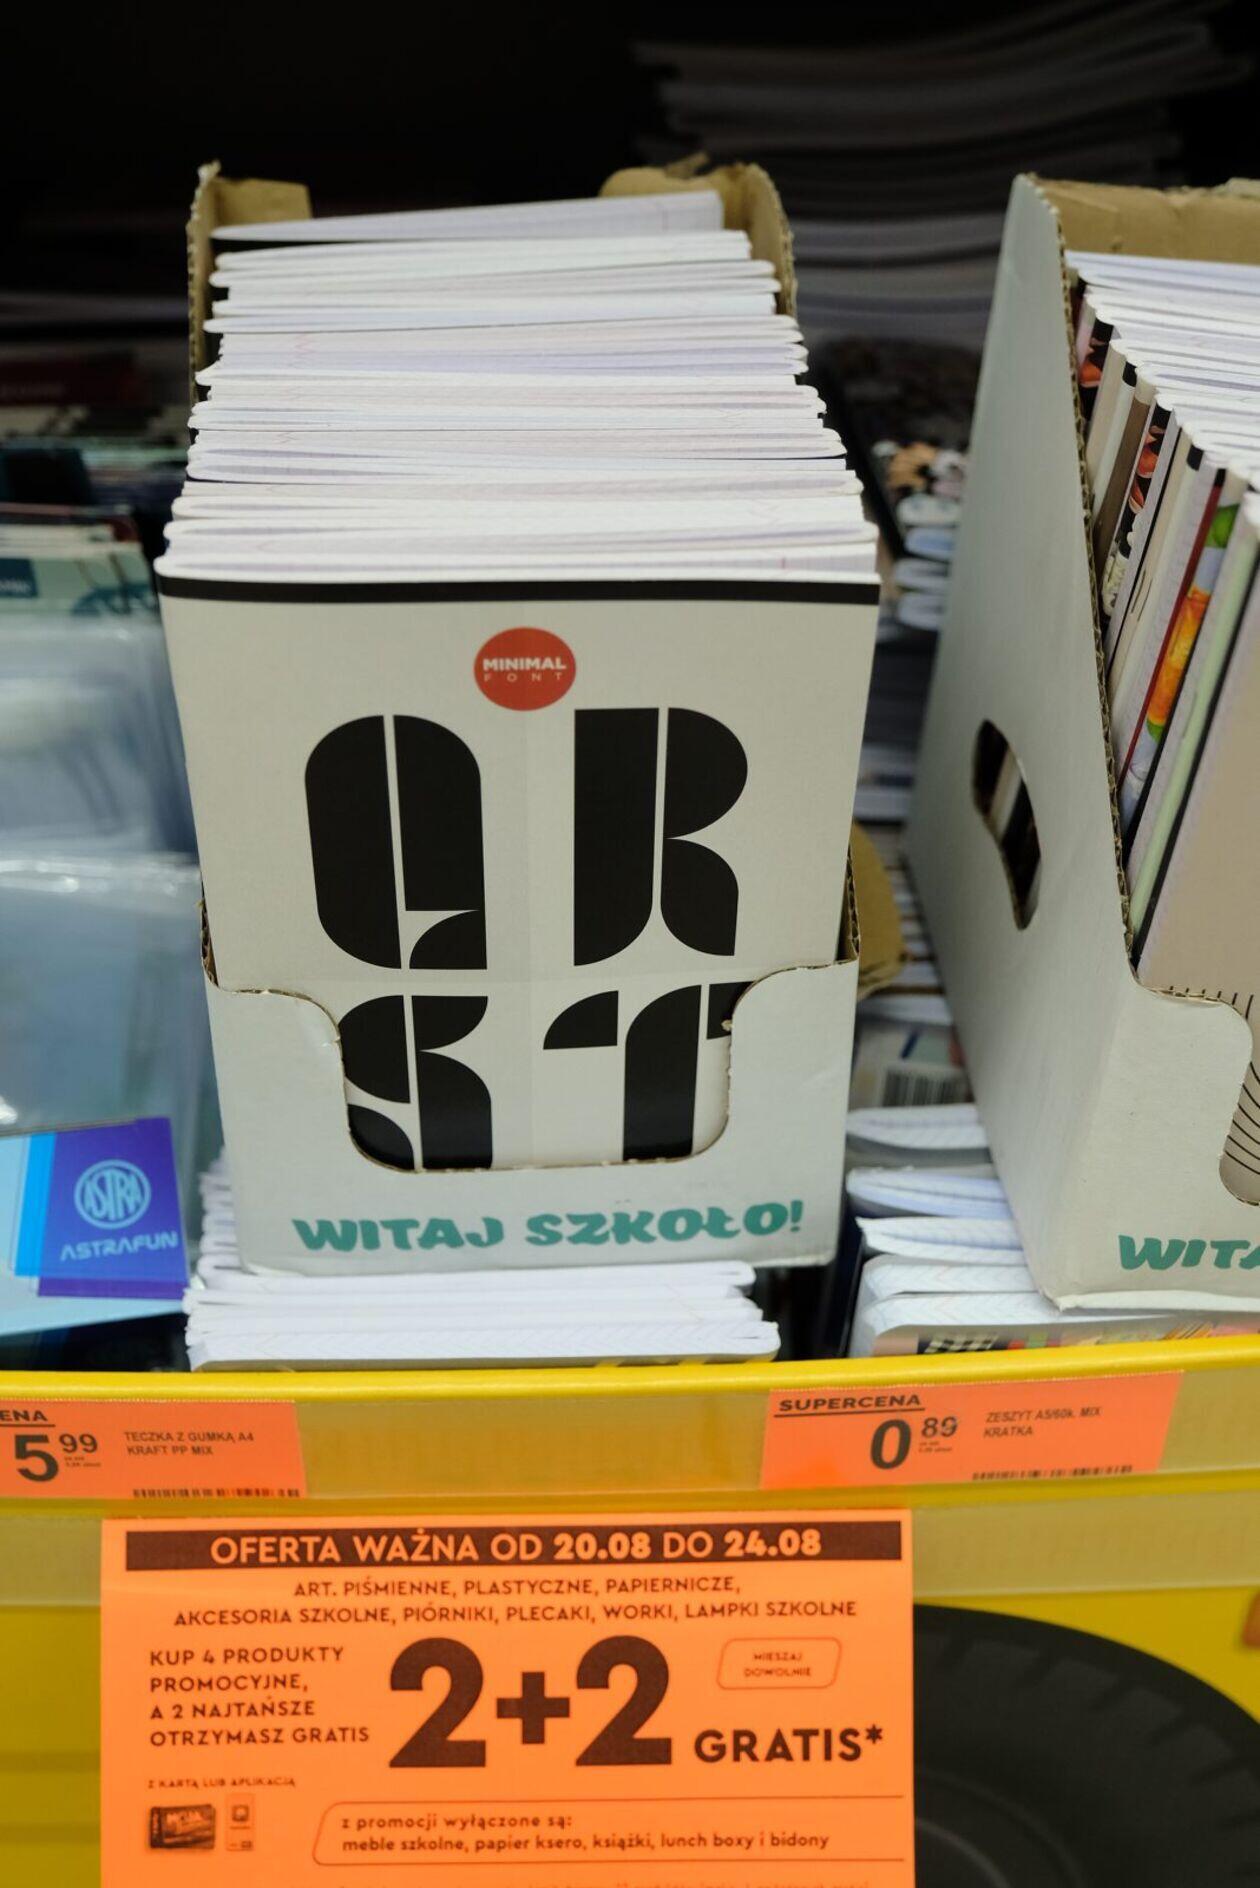 MINIMAL
FONT
QR
ST
WITAJ SZKOŁO!
ASTRA
ASTRAFUN
ENA
5 99
TECZKA Z GUMKĄ A4
KRAFT PP MIX
SUPERCENA
0 89
ZESZYT A5/60k. MIX
KRATKA
OFERTA WAŻNA OD 20.08 DO 24.08
ART. PIŚMIENNE, PLASTYCZNE, PAPIERNICZE,
AKCESORIA SZKOLNE, PIÓRNIKI, PLECAKI, WORKI, LAMPKI SZKOLNE
KUP 4 PRODUKTY
PROMOCYJNE,
A 2 NAJTAŃSZE
OTRZYMASZ GRATIS
2+2
GRATIS*
MIESZAJ
DOWOLNIE
Z KARTĄ LUB APLIKACJĄ
z promocji wyłączone są:
meble szkolne, papier ksero, książki, lunch boxy i bidony